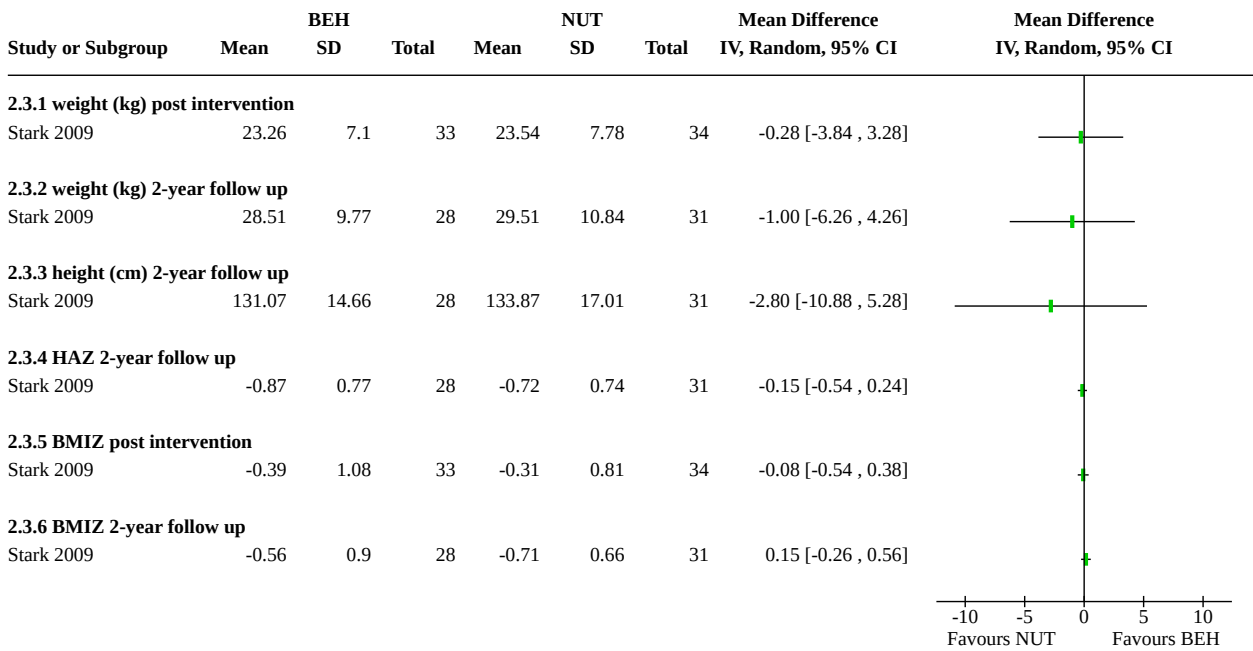 BEH NUT Mean Difference Mean Difference
Study or Subgroup Mean SD Total Mean SD Total IV, Random, 95% CI IV, Random, 95% CI
2.3.1 weight (kg) post intervention
Stark 2009 23.26 7.1 33 23.54 7.78 34 -0.28 [-3.84 , 3.28]
2.3.2 weight (kg) 2-year follow up
Stark 2009 28.51 9.77 28 29.51 10.84 31 -1.00 [-6.26 , 4.26]
2.3.3 height (cm) 2-year follow up
Stark 2009 131.07 14.66 28 133.87 17.01 31 -2.80 [-10.88 , 5.28]
2.3.4 HAZ 2-year follow up
Stark 2009 -0.87 0.77 28 -0.72 0.74 31 -0.15 [-0.54 , 0.24]
2.3.5 BMIZ post intervention
Stark 2009 -0.39 1.08 33 -0.31 0.81 34 -0.08 [-0.54 , 0.38]
2.3.6 BMIZ 2-year follow up
Stark 2009 -0.56 0.9 28 -0.71 0.66 31 0.15 [-0.26 , 0.56]
-10 -5 0 5 10
Favours NUT Favours BEH